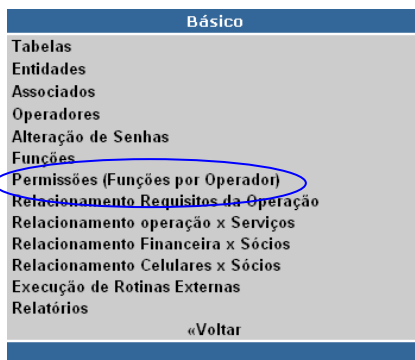 Básico
Tabelas
Entidades
Associados
Operadores
Alteração de Senhas
Funções
Permissões (Funções por Operador)
Relacionamento Requisitos da Operação
Relacionamento operação x Serviços
Relacionamento Financeira x Sócios
Relacionamento Celulares x Sócios
Execução de Rotinas Externas
Relatórios
«Voltar